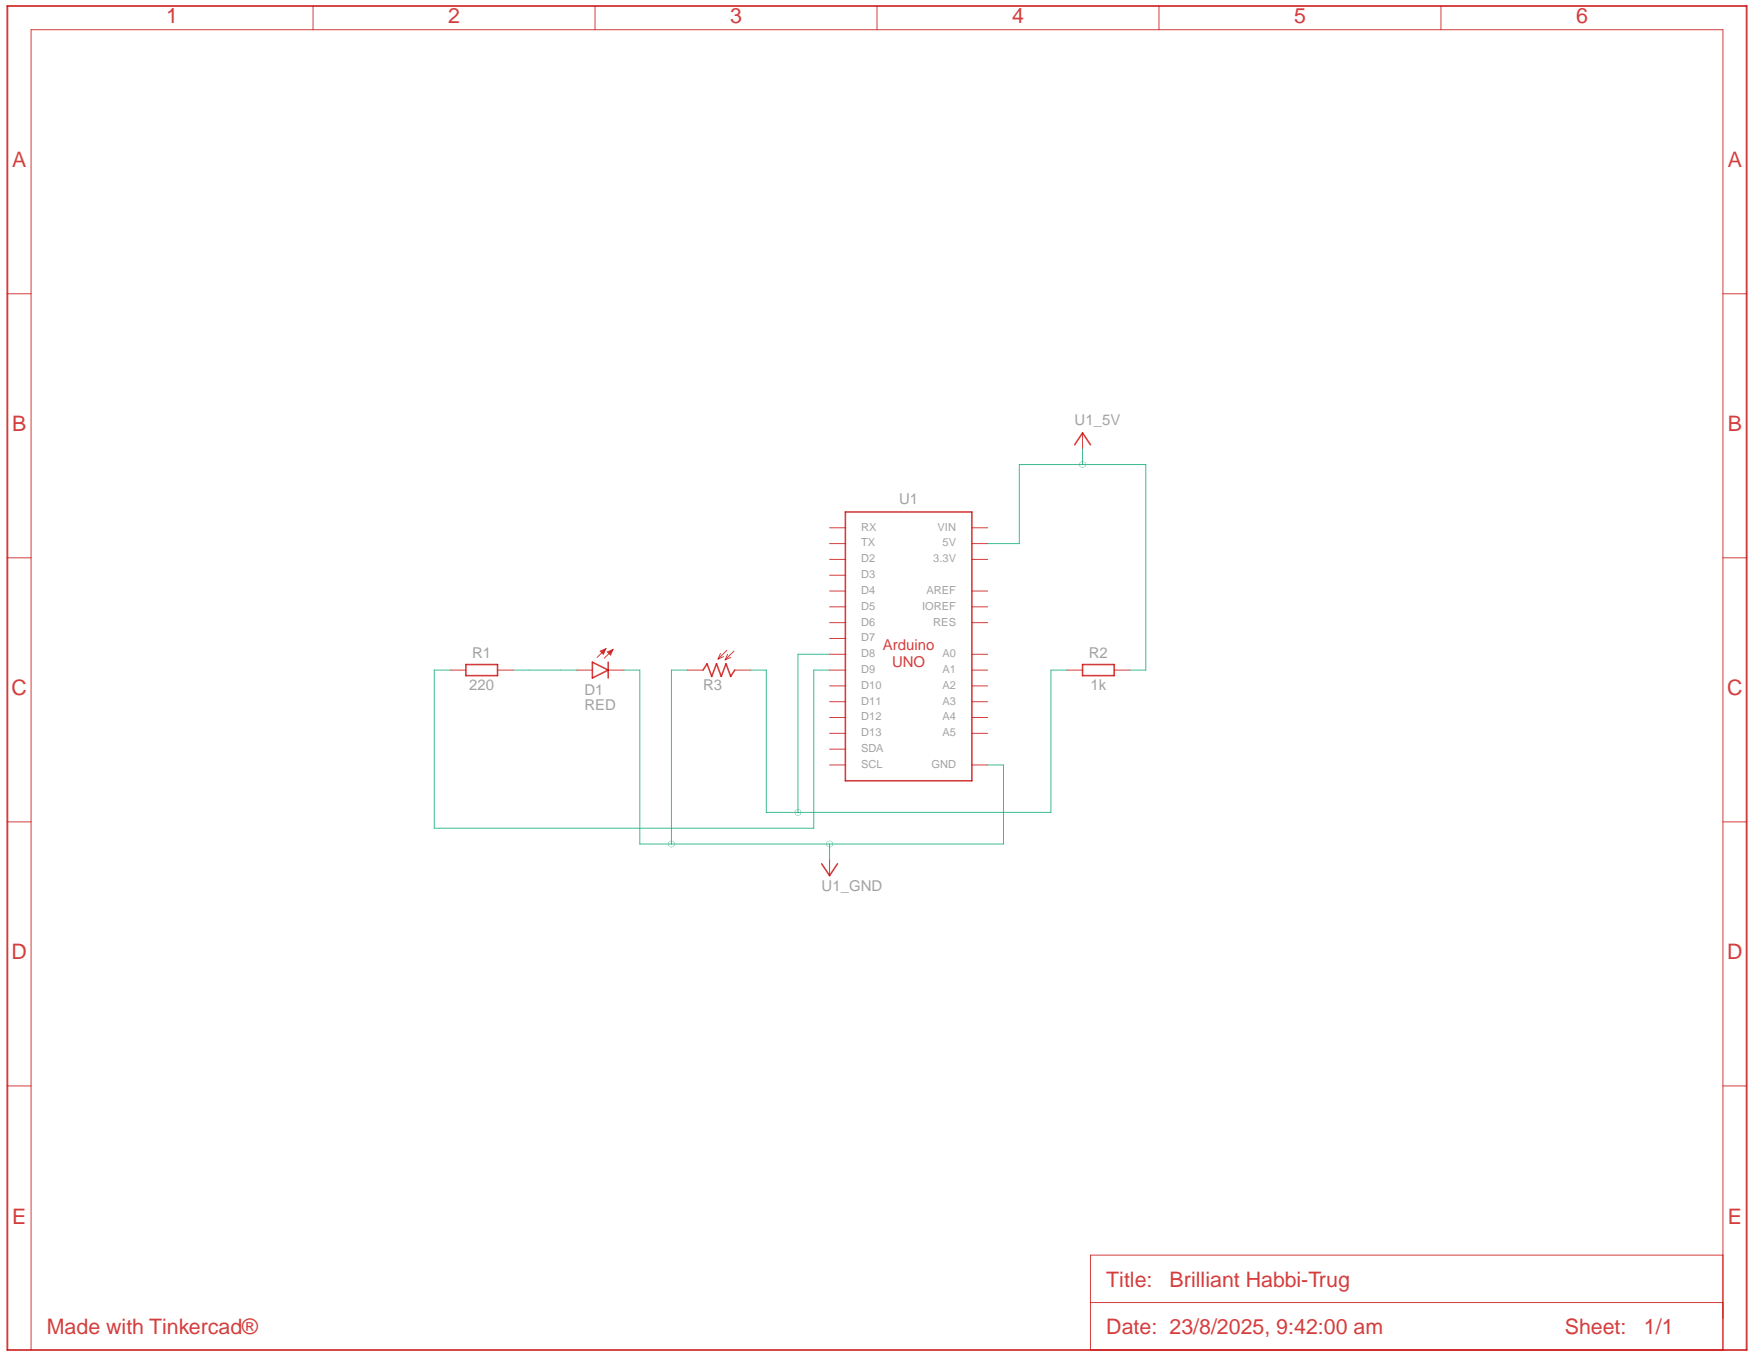 1 2 3 4 5 6
A A
B B
U1_5V
U1
RX VIN
TX 5V
D2 3.3V
D3
D4 AREF
D5 IOREF
D6 RES
D7
Arduino
D8 A0
UNO
D9 A1
D10 A2
D11 A3
D12 A4
D13 A5
SDA
SCL GND
R1
220
D1
RED
R3
R2
1k
C C
U1_GND
D D
E E
Title: Brilliant Habbi-Trug
Made with Tinkercad®
Date: 23/8/2025, 9:42:00 am Sheet: 1/1